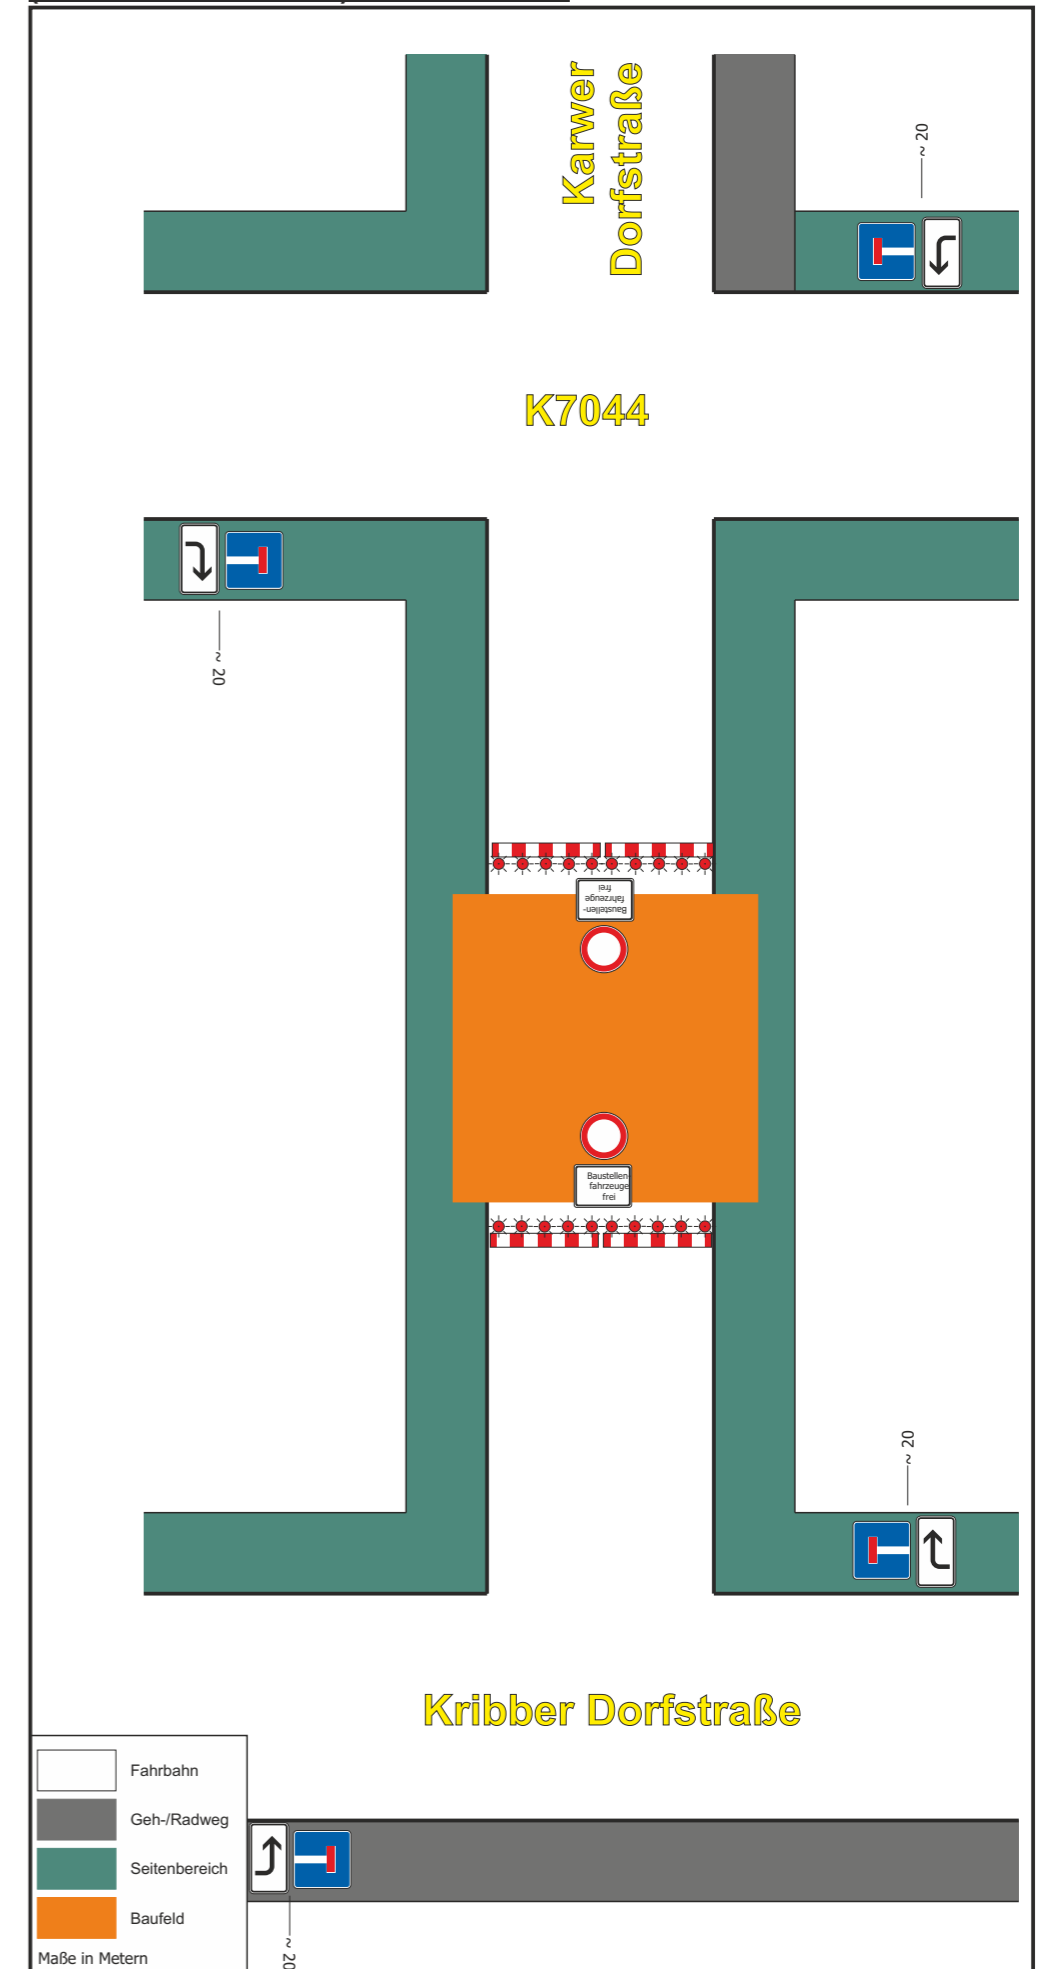 Karwer
Dorfstraße
~ 20
K7044
~ 20
Baustellen-
fahrzeuge
frei
Baustellen-
fahrzeuge
frei
~ 20
Kribber Dorfstraße
Fahrbahn
Geh-/Radweg
Seitenbereich
Baufeld
Maße in Metern
~ 20